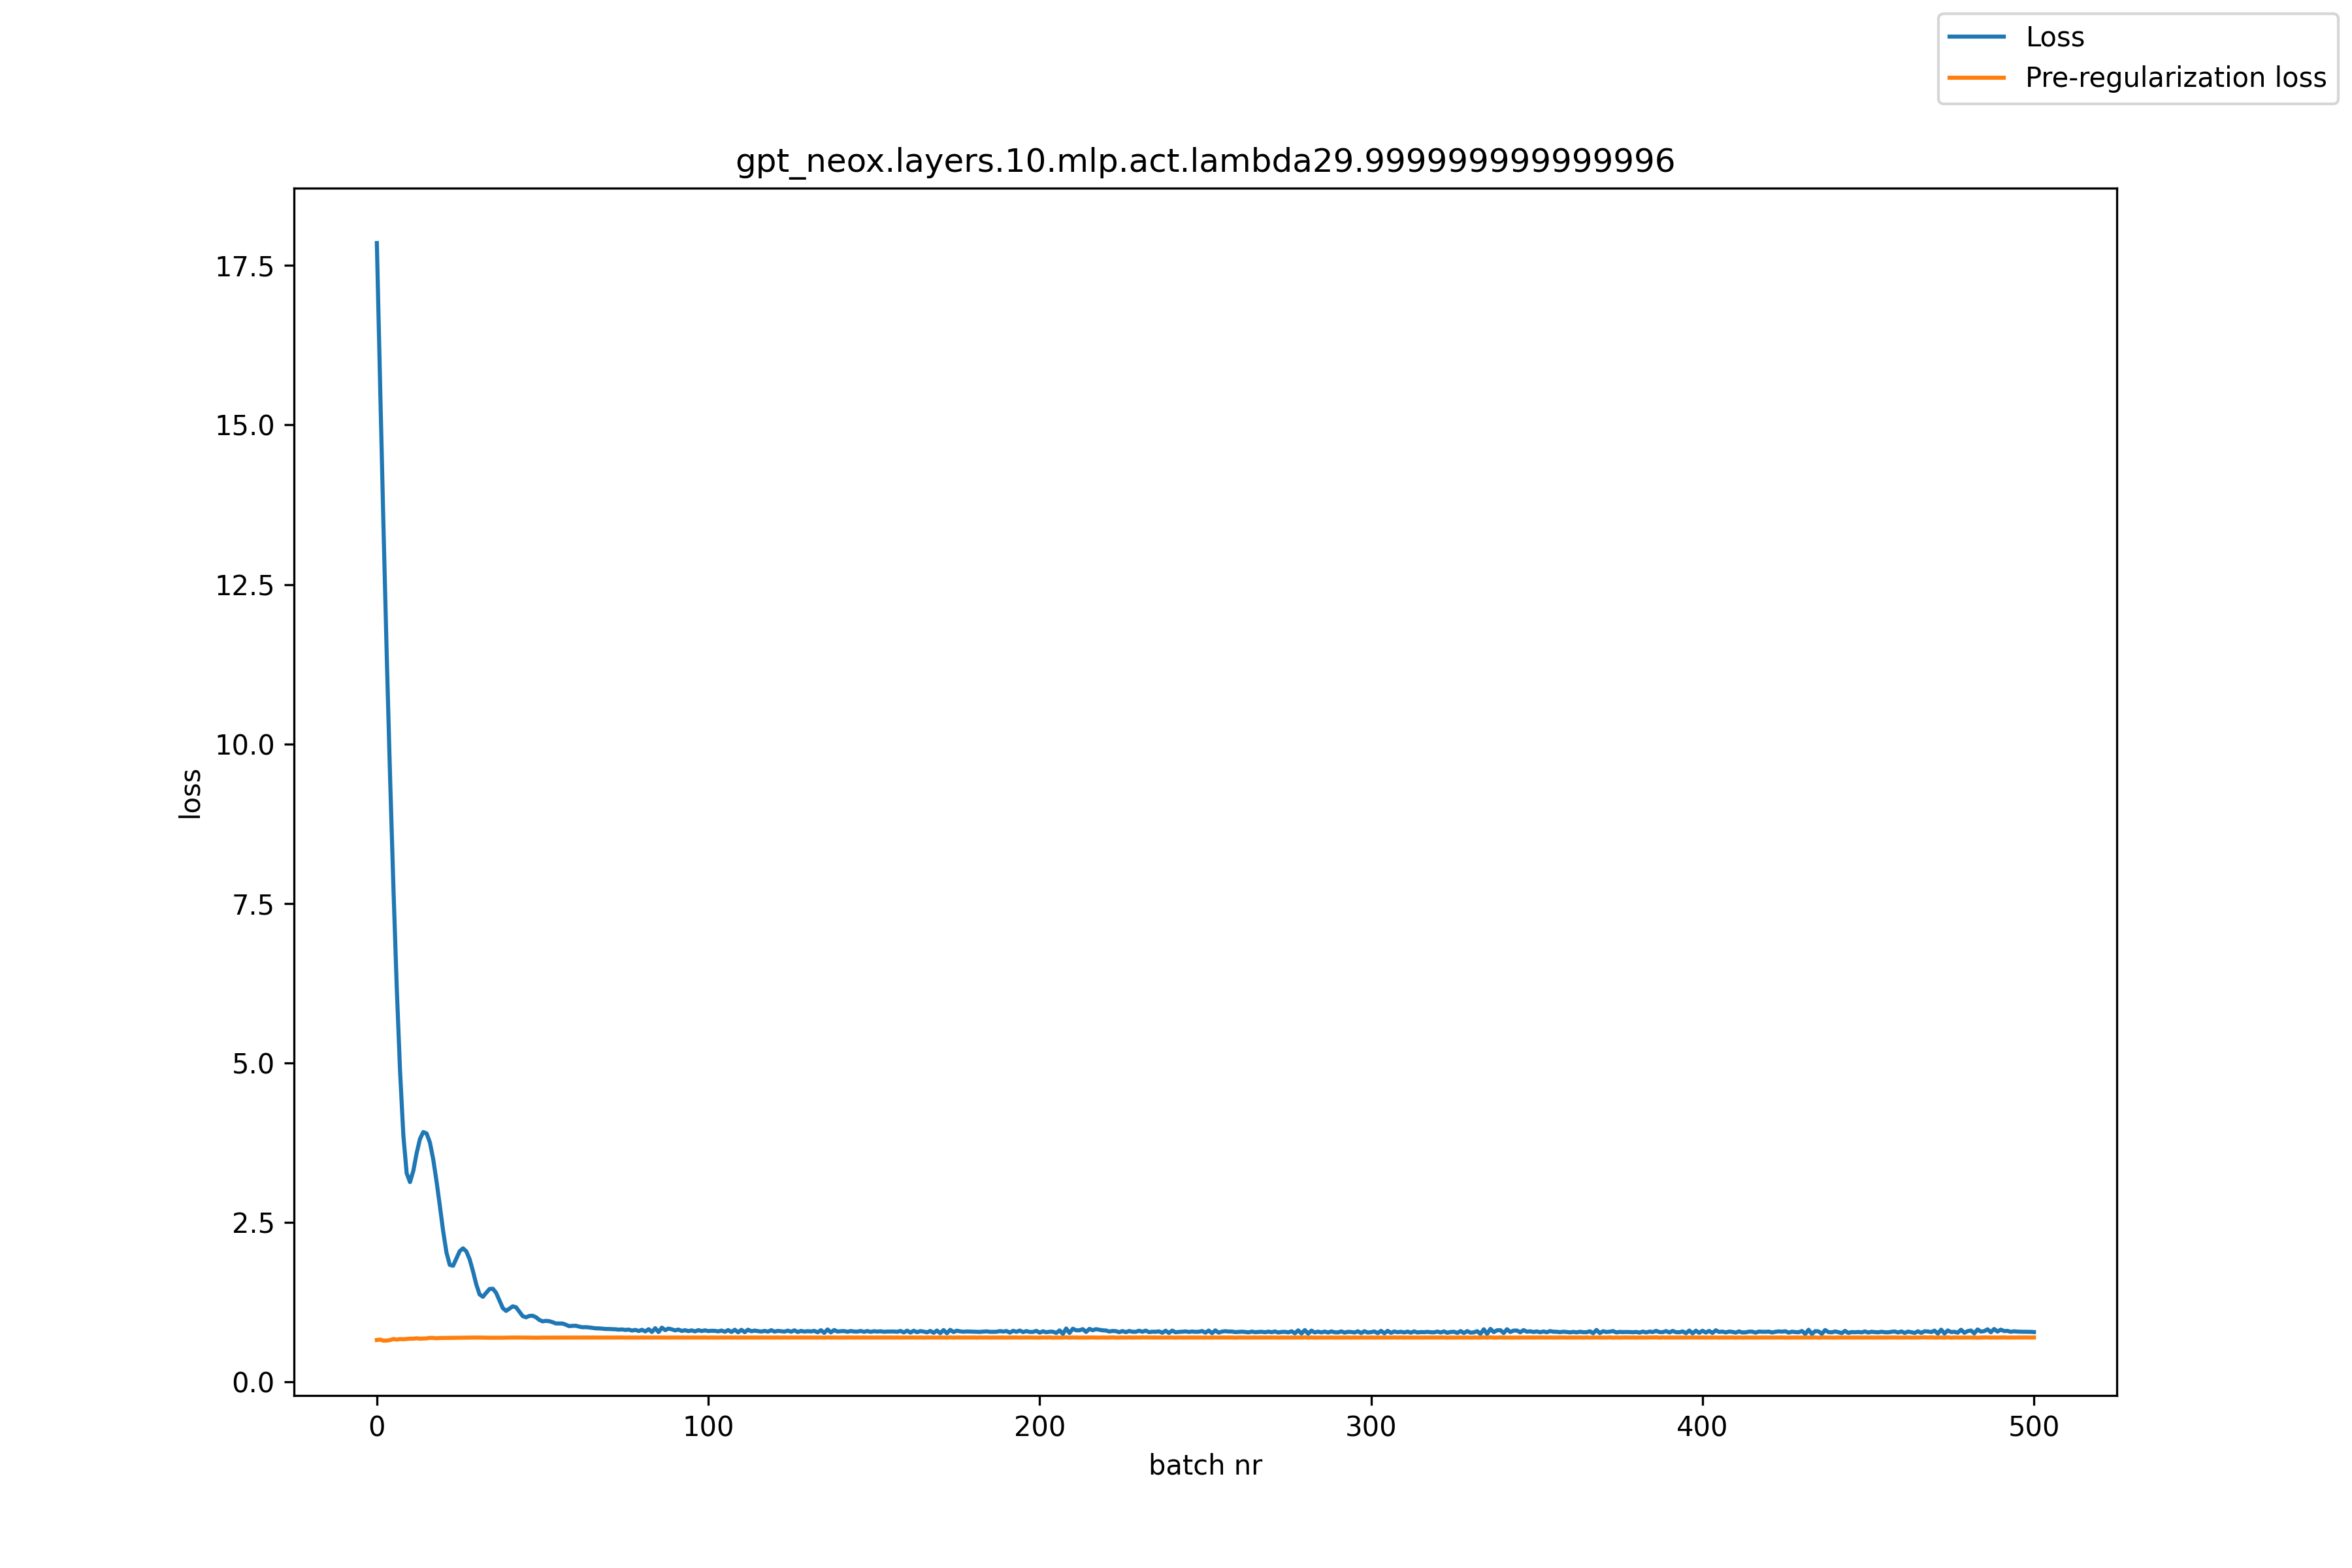 Loss
Pre-regularization loss
gpt_neox.layers.10.mlp.act.lambda29.999999999999996
17.5
15.0
12.5
10.0
7.5
5.0
2.5
0.0
loss
0 100 200 300 400 500
batch nr